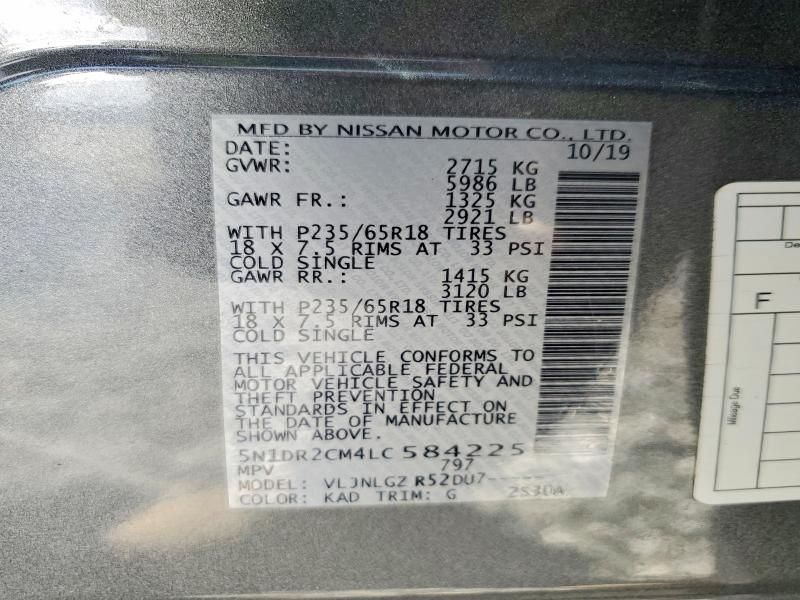 MFD BY NISSAN MOTOR CO., LTD.
DATE: 10/19
GVWR: 2715 KG
5986 LB
GAWR FR.: 1325 KG
2921 LB
WITH P235/65R18 TIRES
18 X 7.5 RIMS AT 33 PSI
COLD SINGLE
GAWR RR.: 1415 KG
3120 LB
WITH P235/65R18 TIRES
18 X 7.5 RIMS AT 33 PSI
COLD SINGLE
THIS VEHICLE CONFORMS TO
ALL APPLICABLE FEDERAL
MOTOR VEHICLE SAFETY AND
THEFT PREVENTION
STANDARDS IN EFFECT ON
THE DATE OF MANUFACTURE
SHOWN ABOVE.
5N1DR2CM4LC584225
MPV 797
MODEL: VLJNLGZ R52DU7------
COLOR: KAD TRIM: G 2S30A
F
Mileage Due